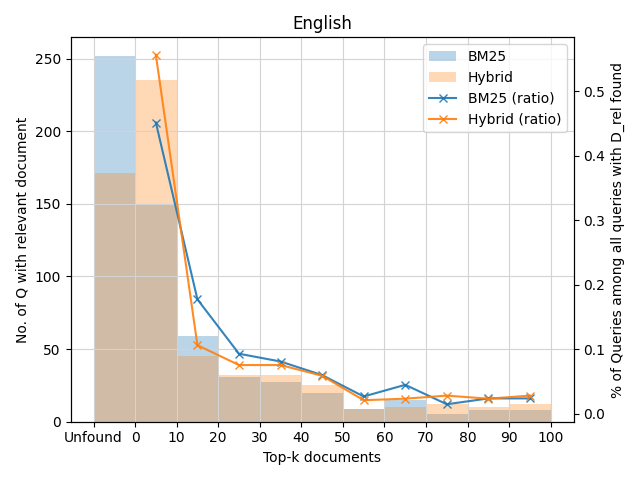 English
BM25
Hybrid
BM25 (ratio)
Hybrid (ratio)
250
200
150
100
50
0
No. of Q with relevant document
0.5
0.4
0.3
0.2
0.1
0.0
% of Queries among all queries with D_rel found
Unfound 0 10 20 30 40 50 60 70 80 90 100
Top-k documents